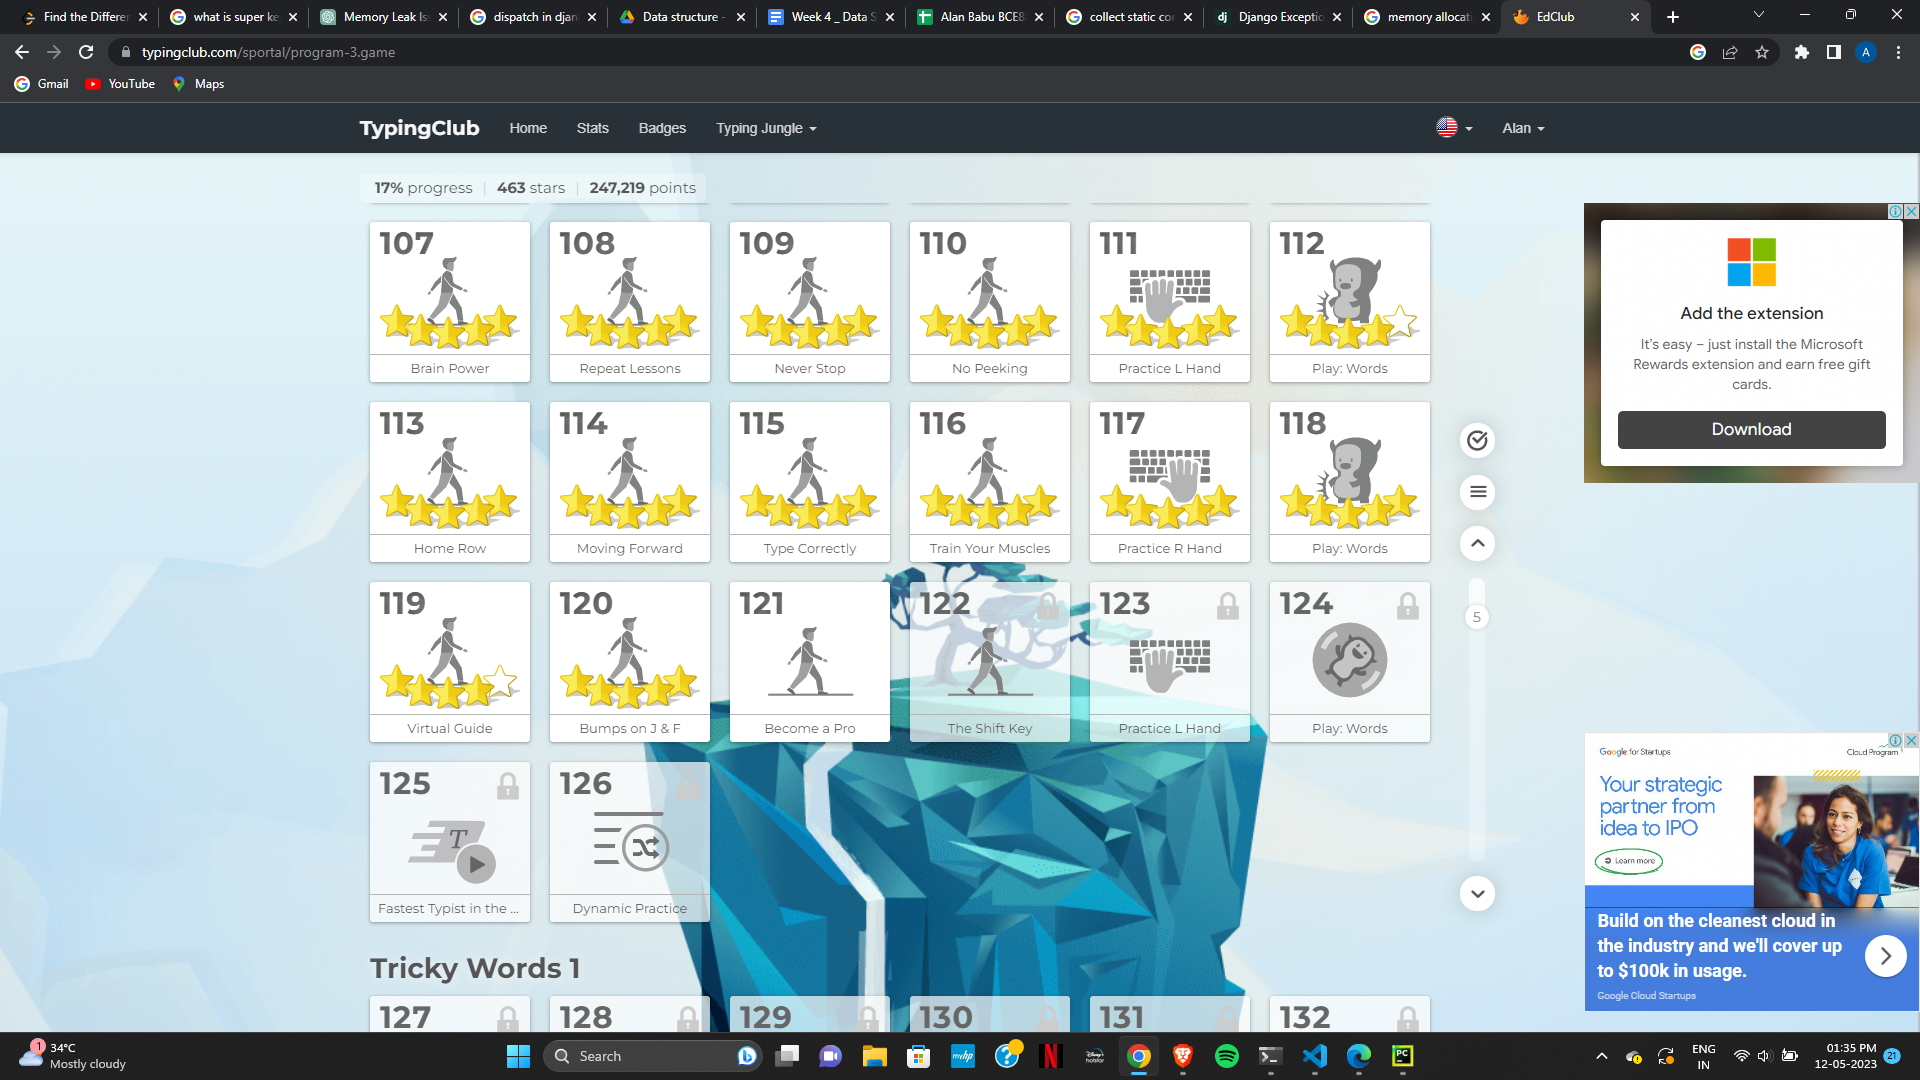 Find the Differen
what is super ke
Memory Leak Iss
dispatch in djan
Data structure -
Week 4 _ Data S
Alan Babu BCE8
collect static co
Django Exceptio
memory allocati
EdClub
typingclub.com/sportal/program-3.game
A
Gmail
YouTube
Maps
TypingClub
Home
Stats
Badges
Typing Jungle
Alan
17% progress | 463 stars | 247,219 points
107
108
109
110
111
112
Brain Power
Repeat Lessons
Never Stop
No Peeking
Practice L Hand
Play: Words
113
114
115
116
117
118
Home Row
Moving Forward
Type Correctly
Train Your Muscles
Practice R Hand
Play: Words
119
120
121
122
123
124
Virtual Guide
Bumps on J & F
Become a Pro
The Shift Key
Practice L Hand
Play: Words
125
126
T
Fastest Typist in the ...
Dynamic Practice
Tricky Words 1
127
128
129
130
131
132
5
Add the extension
It's easy – just install the Microsoft
Rewards extension and earn free gift
cards.
Download
Google for Startups
Cloud Program
Your strategic
partner from
idea to IPO
Learn more
Build on the cleanest cloud in
the industry and we'll cover up
to $100k in usage.
Google Cloud Startups
1
34°C
Mostly cloudy
Search
myhp
PC
ENG
IN
01:35 PM
12-05-2023
21